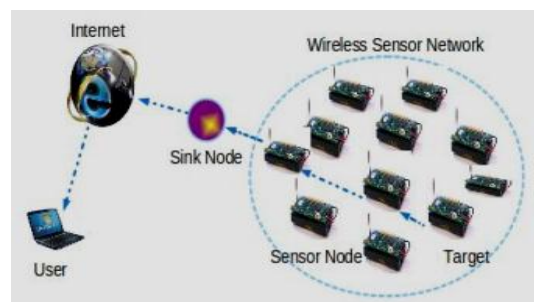 Internet
Wireless Sensor Network
Sink Node
Sensor Node
Target
User